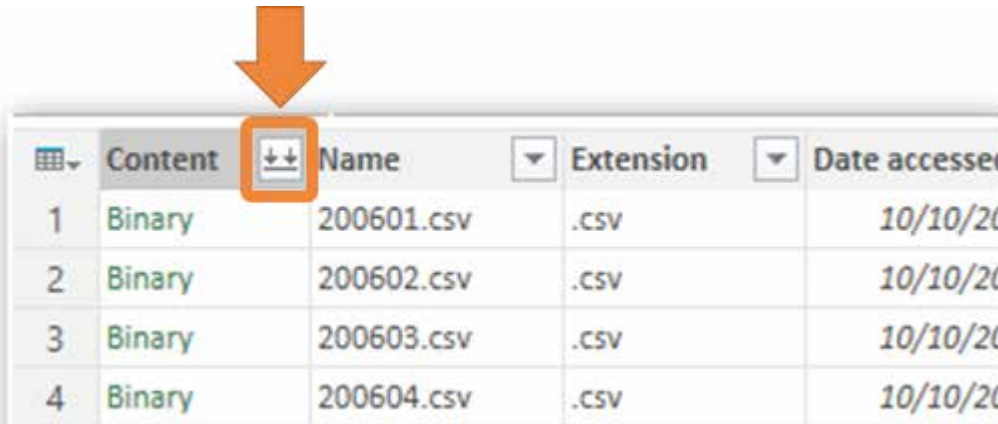 Content Name Extension Date accessed
1 Binary 200601.csv .csv 10/10/20
2 Binary 200602.csv .csv 10/10/20
3 Binary 200603.csv .csv 10/10/20
4 Binary 200604.csv .csv 10/10/20